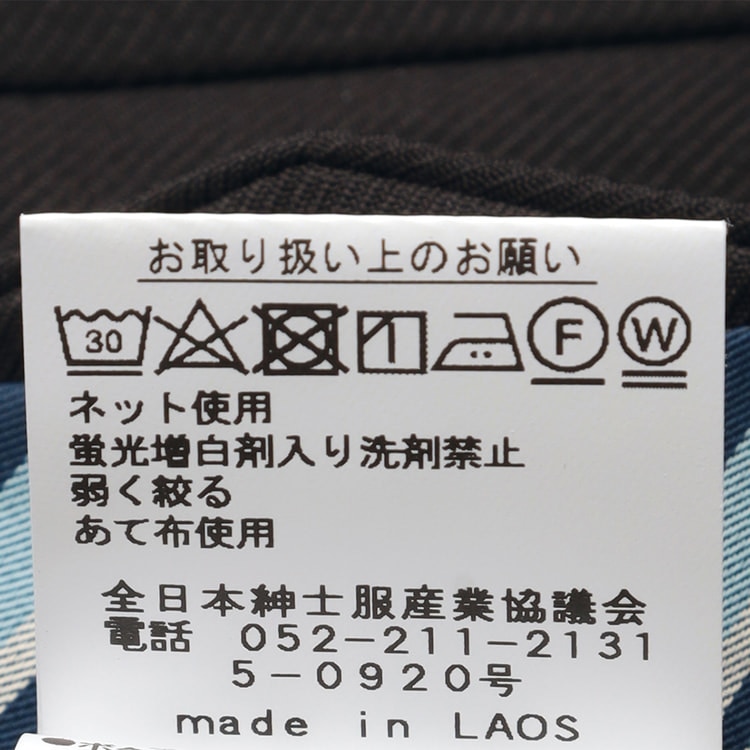 お取り扱い上のお願い
30 F W
ネット使用
蛍光増白剤入り洗剤禁止
弱く絞る
あて布使用
全日本紳士服産業協議会
電話 052-211-2131
5-0920号
made in LAOS